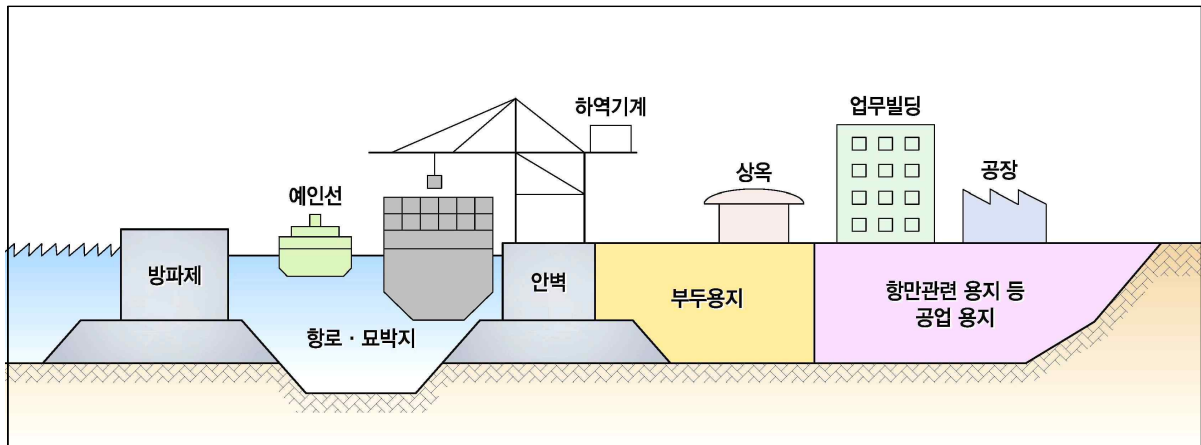 하역기계
업무빌딩
상옥
공장
예인선
방파제
항로 · 묘박지
안벽
부두용지
항만관련 용지 등
공업 용지